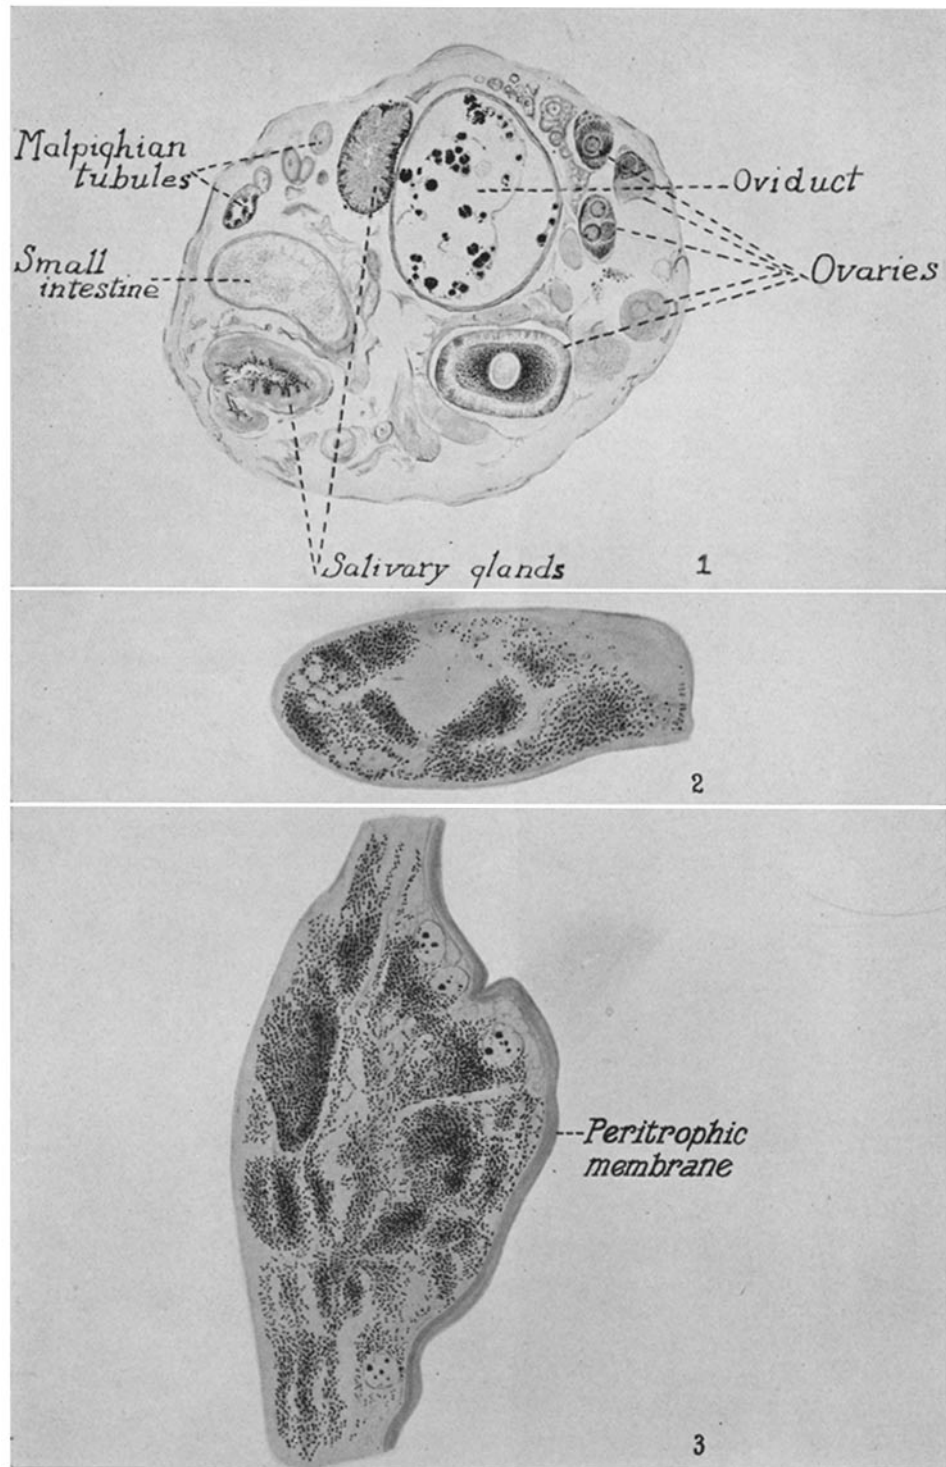 Malpighian
tubules
Small
intestine
Oviduct
Ovaries
Salivary glands
1
2
Peritrophic
membrane
3